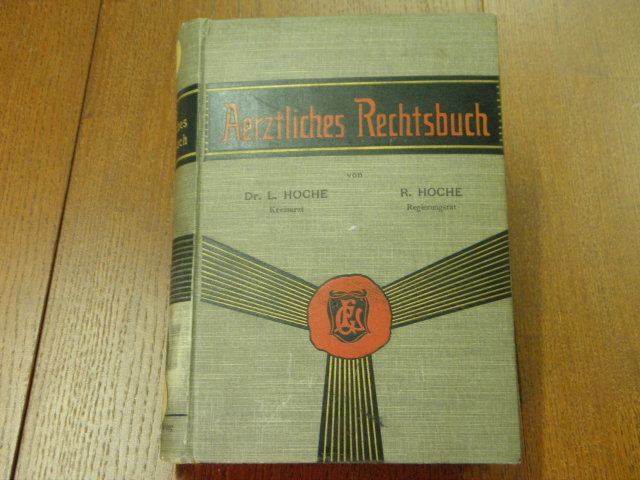 Aerztliches Rechtsbuch
von
Dr. L. HOCHE
Kreisarzt
R. HOCHE
Regierungsrat